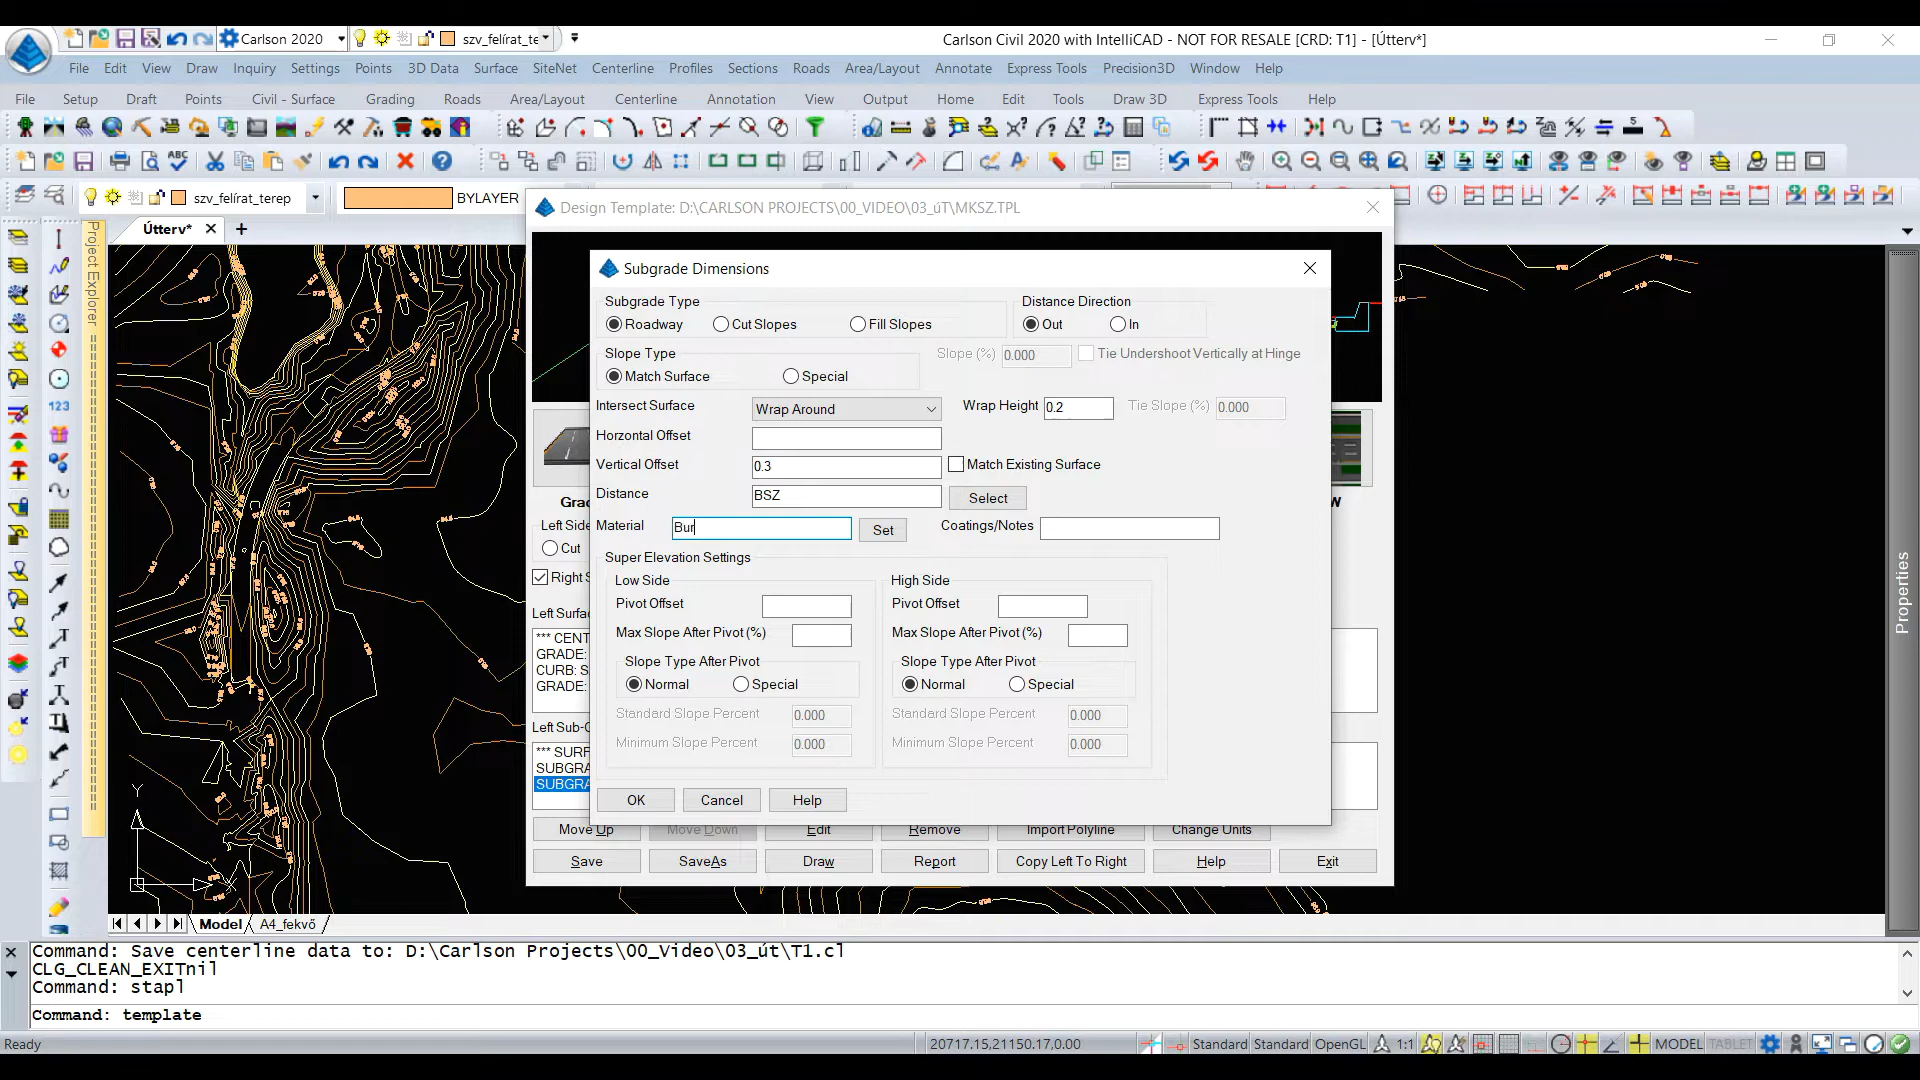 Carlson 2020
szv_felírat_te
Carlson Civil 2020 with IntelliCAD - NOT FOR RESALE [CRD: T1] - [Útterv*]
File Edit View Draw Inquiry Settings Points 3D Data Surface SiteNet Centerline Profiles Sections Roads Area/Layout Annotate Express Tools Precision3D Window Help
File Setup Draft Points Civil - Surface Grading Roads Area/Layout Centerline Annotation View Output Home Edit Tools Draw 3D Express Tools Help
szv_felírat_terep
BYLAYER
Design Template: D:\CARLSON PROJECTS\00_VIDEO\03_úT\MKSZ.TPL
Útterv*
Project Explorer
Subgrade Dimensions
Subgrade Type
Distance Direction
Roadway Cut Slopes Fill Slopes
Out In
Slope Type
Slope (%) 0.000 Tie Undershoot Vertically at Hinge
Match Surface Special
Intersect Surface Wrap Around Wrap Height 0.2 Tie Slope (%) 0.000
Horzontal Offset
Vertical Offset 0.3 Match Existing Surface
Distance BSZ Select
Material Bur Set Coatings/Notes
Super Elevation Settings
Low Side High Side
Pivot Offset Pivot Offset
Max Slope After Pivot (%) Max Slope After Pivot (%)
Slope Type After Pivot Slope Type After Pivot
Normal Special Normal Special
Standard Slope Percent 0.000 Standard Slope Percent 0.000
Minimum Slope Percent 0.000 Minimum Slope Percent 0.000
OK Cancel Help
Grad
W
Left Side
Cut
Right S
Left Surfac
*** CENT
GRADE:
CURB: S
GRADE:
Left Sub-G
*** SURF
SUBGRA
SUBGRA
Move Up Move Down Edit Remove Import Polyline Change Units
Save SaveAs Draw Report Copy Left To Right Help Exit
Properties
123
Y
X
Model A4_fekvő
Command: Save centerline data to: D:\Carlson Projects\00_Video\03_út\T1.cl
CLG_CLEAN_EXITnil
Command: stapl
Command: template
Ready
20717.15,21150.17,0.00
Standard Standard OpenGL 1:1 MODEL TABLET